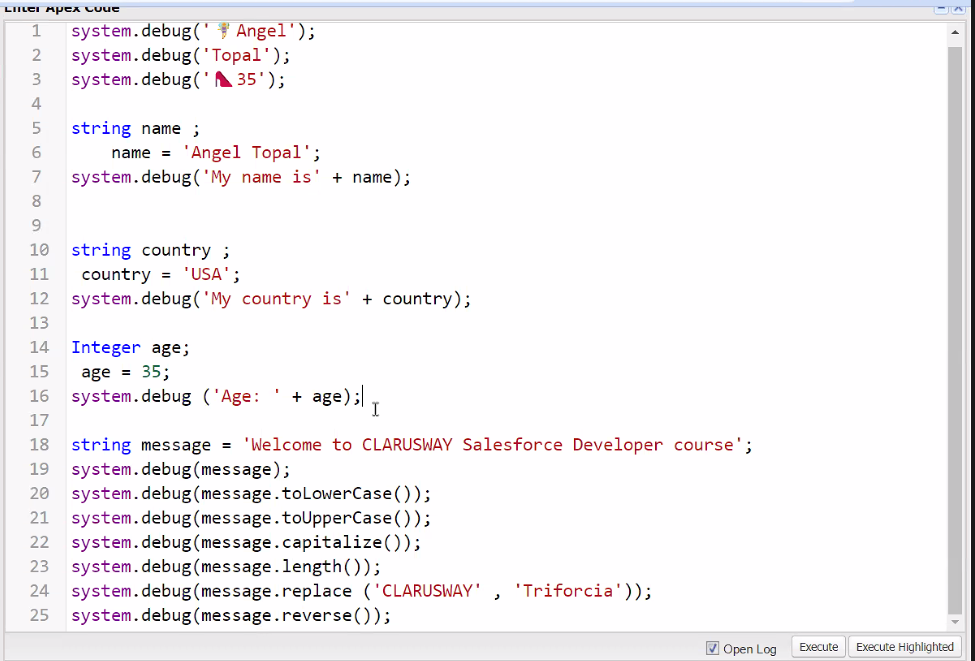 Enter Apex Code
1 system.debug(' 🧚 Angel');
2 system.debug('Topal');
3 system.debug(' 👠 35');
4
5 string name ;
6 name = 'Angel Topal';
7 system.debug('My name is' + name);
8
9
10 string country ;
11 country = 'USA';
12 system.debug('My country is' + country);
13
14 Integer age;
15 age = 35;
16 system.debug ('Age: ' + age);
17
18 string message = 'Welcome to CLARUSWAY Salesforce Developer course';
19 system.debug(message);
20 system.debug(message.toLowerCase());
21 system.debug(message.toUpperCase());
22 system.debug(message.capitalize());
23 system.debug(message.length());
24 system.debug(message.replace ('CLARUSWAY' , 'Triforcia'));
25 system.debug(message.reverse());
Open Log Execute Execute Highlighted